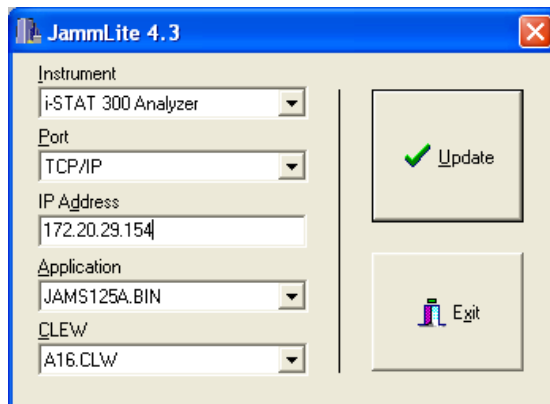 JammLite 4.3
Instrument
i-STAT 300 Analyzer
Port
TCP/IP
IP Address
172.20.29.154
Application
JAMS125A.BIN
CLEW
A16.CLW
Update
Exit